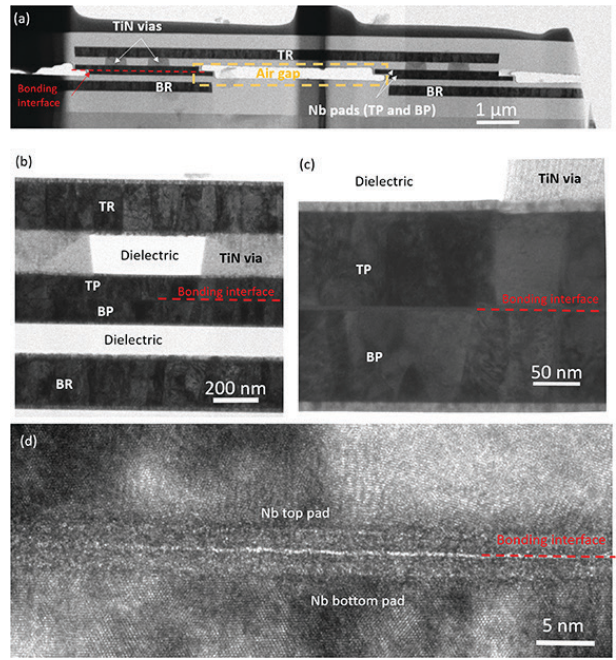 (a)
TiN vias
TR
Air gap
Bonding
interface
BR
BR
Nb pads (TP and BP)
1 µm
(b)
TR
Dielectric
TiN via
TP
Bonding interface
BP
Dielectric
BR
200 nm
(c)
Dielectric
TiN via
TP
Bonding interface
BP
50 nm
(d)
Nb top pad
Bonding interface
Nb bottom pad
5 nm